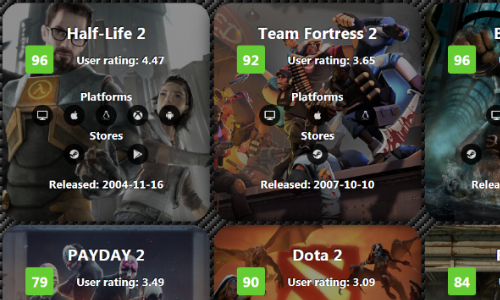 Half-Life 2
96
User rating: 4.47
Platforms
Stores
Released: 2004-11-16
Team Fortress 2
92
User rating: 3.65
Platforms
Stores
Released: 2007-10-10
B
96
Relea
PAYDAY 2
79
User rating: 3.49
Dota 2
90
User rating: 3.09
84